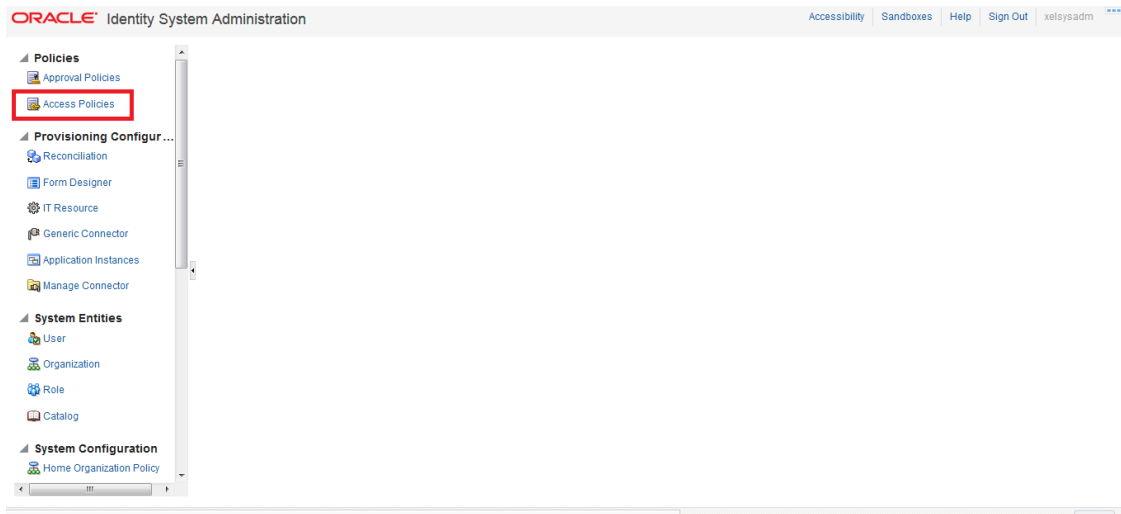 ORACLE® Identity System Administration
Accessibility Sandboxes Help Sign Out xelsysadm
Policies
Approval Policies
Access Policies
Provisioning Configur ...
Reconciliation
Form Designer
IT Resource
Generic Connector
Application Instances
Manage Connector
System Entities
User
Organization
Role
Catalog
System Configuration
Home Organization Policy